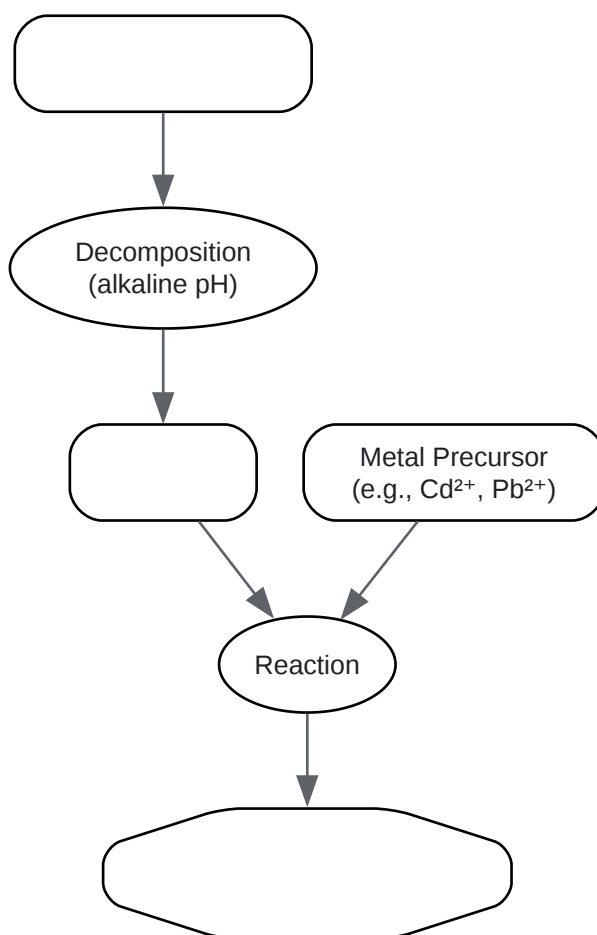 Decomposition
(alkaline pH)
Metal Precursor
(e.g., Cd²⁺, Pb²⁺)
Reaction